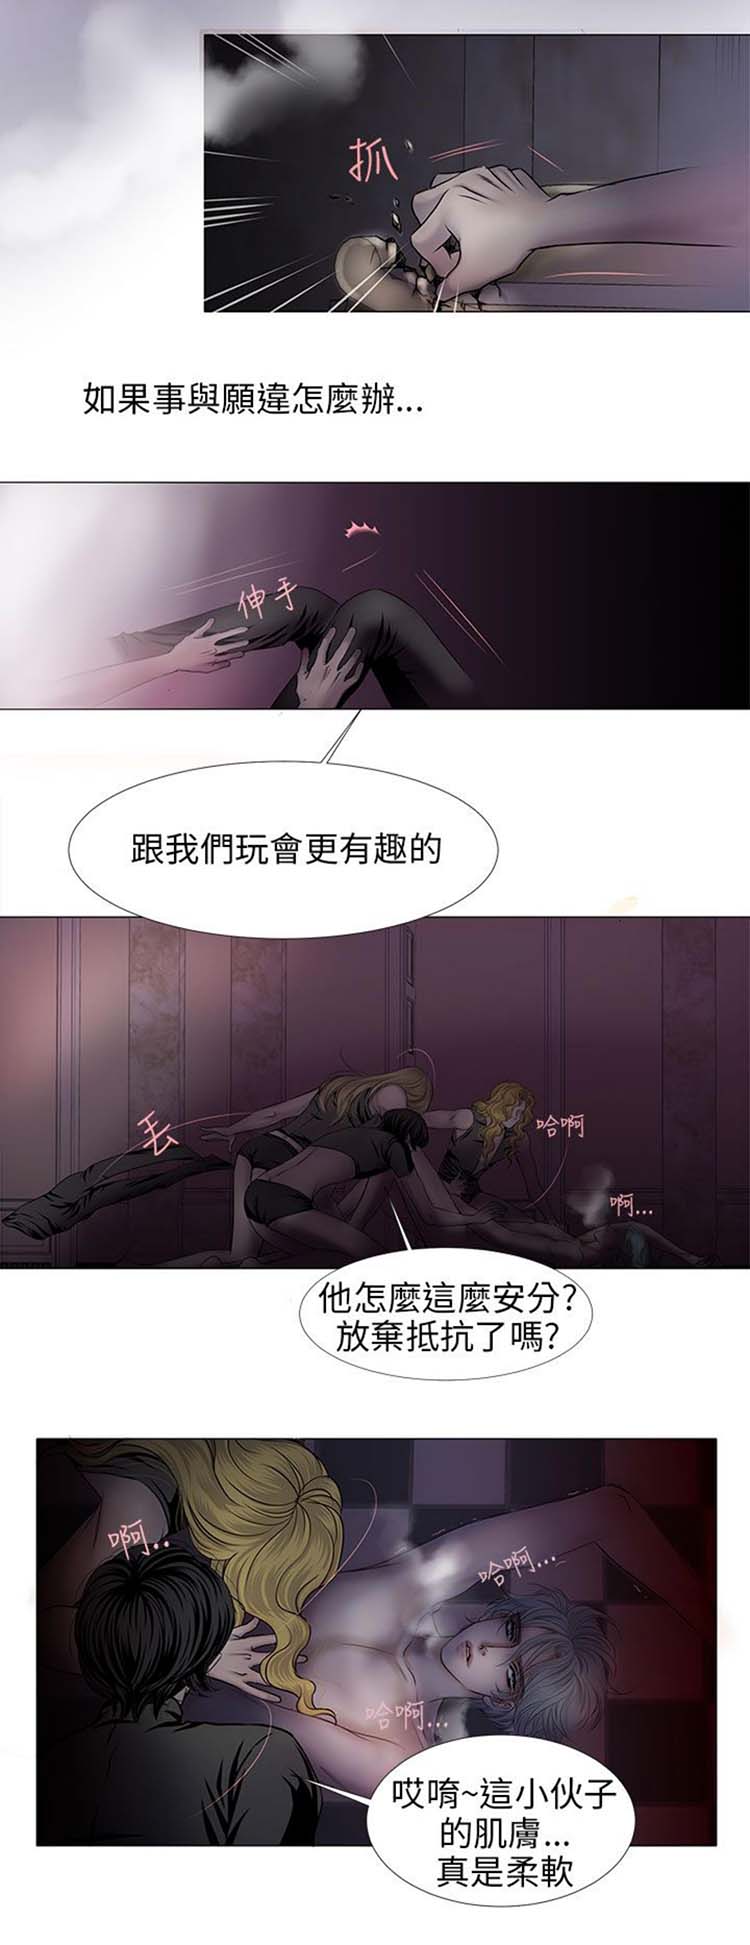 抓
如果事與願違怎麼辦...
伸手
跟我們玩會更有趣的
丟
哈啊
啊...
他怎麼這麼安分?
放棄抵抗了嗎?
啊..
哈啊...
哈啊...
哎唷~這小伙子
的肌膚...
真是柔軟